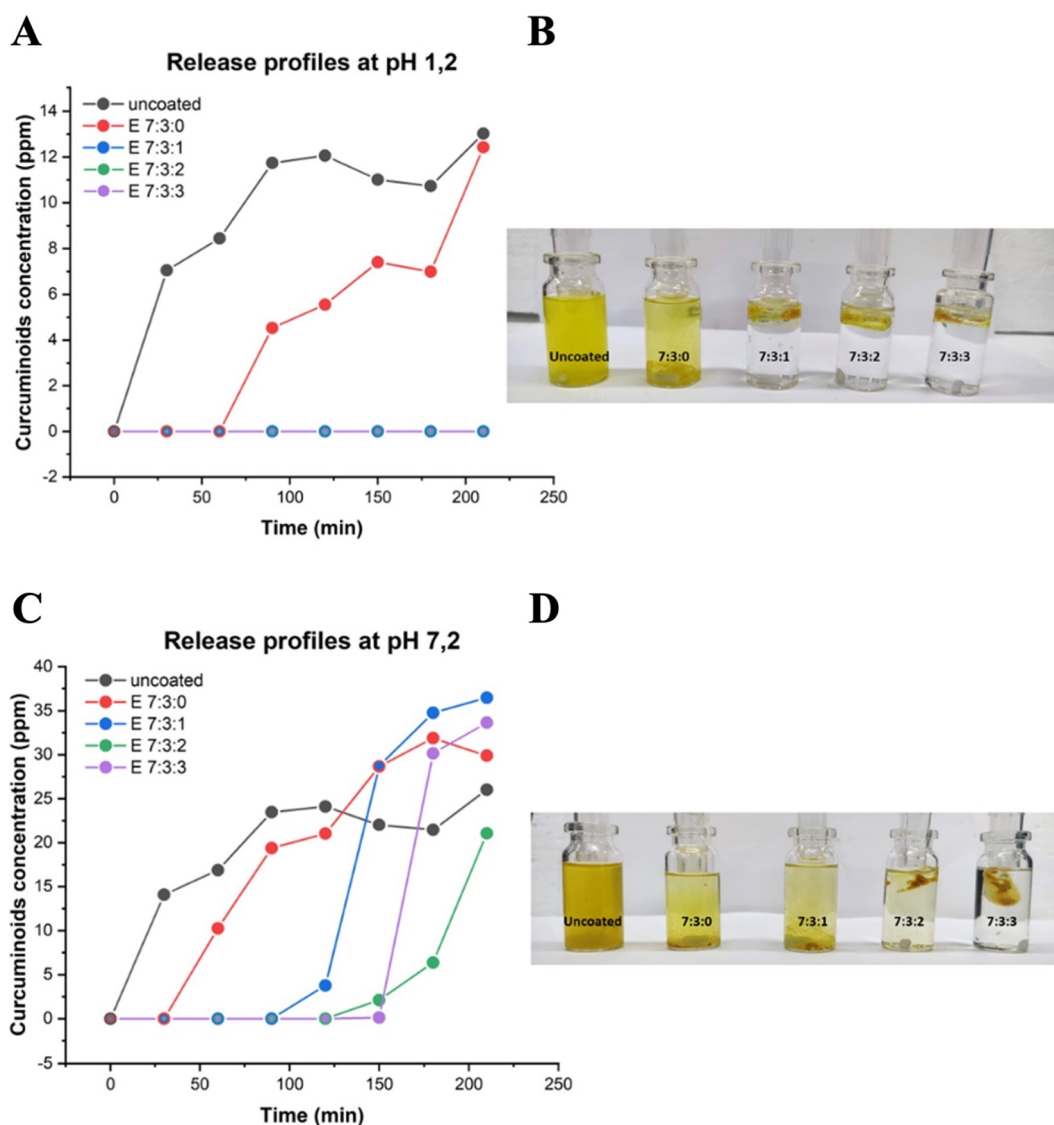 A
B
Release profiles at pH 1,2
uncoated
E 7:3:0
E 7:3:1
E 7:3:2
E 7:3:3
Curcuminoids concentration (ppm)
14
12
10
8
6
4
2
0
-2
0
50
100
150
200
250
Time (min)
Uncoated
7:3:0
7:3:1
7:3:2
7:3:3
C
D
Release profiles at pH 7,2
uncoated
E 7:3:0
E 7:3:1
E 7:3:2
E 7:3:3
Curcuminoids concentration (ppm)
40
35
30
25
20
15
10
5
0
-5
0
50
100
150
200
250
Time (min)
Uncoated
7:3:0
7:3:1
7:3:2
7:3:3